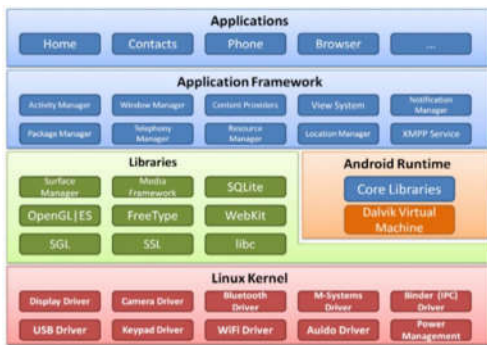 Applications
Home Contacts Phone Browser ...
Application Framework
Activity Manager Window Manager Content Providers View System Notification Manager
Package Manager Telephony Manager Resource Manager Location Manager XMPP Service
Libraries
Surface Manager Media Framework SQLite
OpenGL|ES FreeType WebKit
SGL SSL libc
Android Runtime
Core Libraries
Dalvik Virtual
Machine
Linux Kernel
Display Driver Camera Driver Bluetooth Driver M-Systems Driver Binder (IPC) Driver
USB Driver Keypad Driver WiFi Driver Auido Driver Power Management